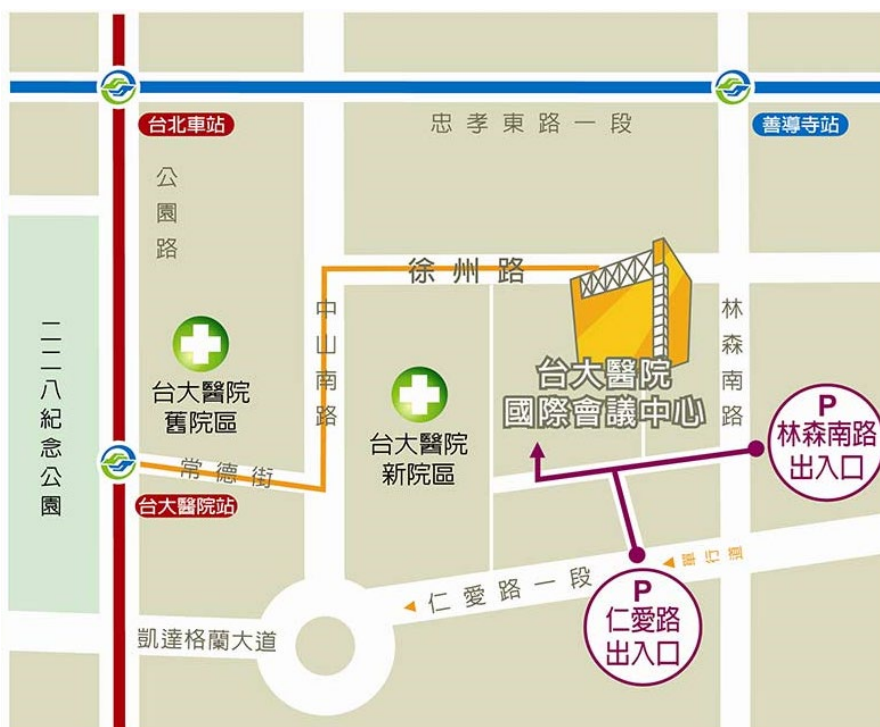 台北車站
忠孝東路一段
善導寺站
公園路
徐州路
二二八紀念公園
中山南路
林森南路
台大醫院
舊院區
台大醫院
新院區
台大醫院
國際會議中心
P
林森南路
出入口
常德街
台大醫院站
單行道
仁愛路一段
P
仁愛路
出入口
凱達格蘭大道